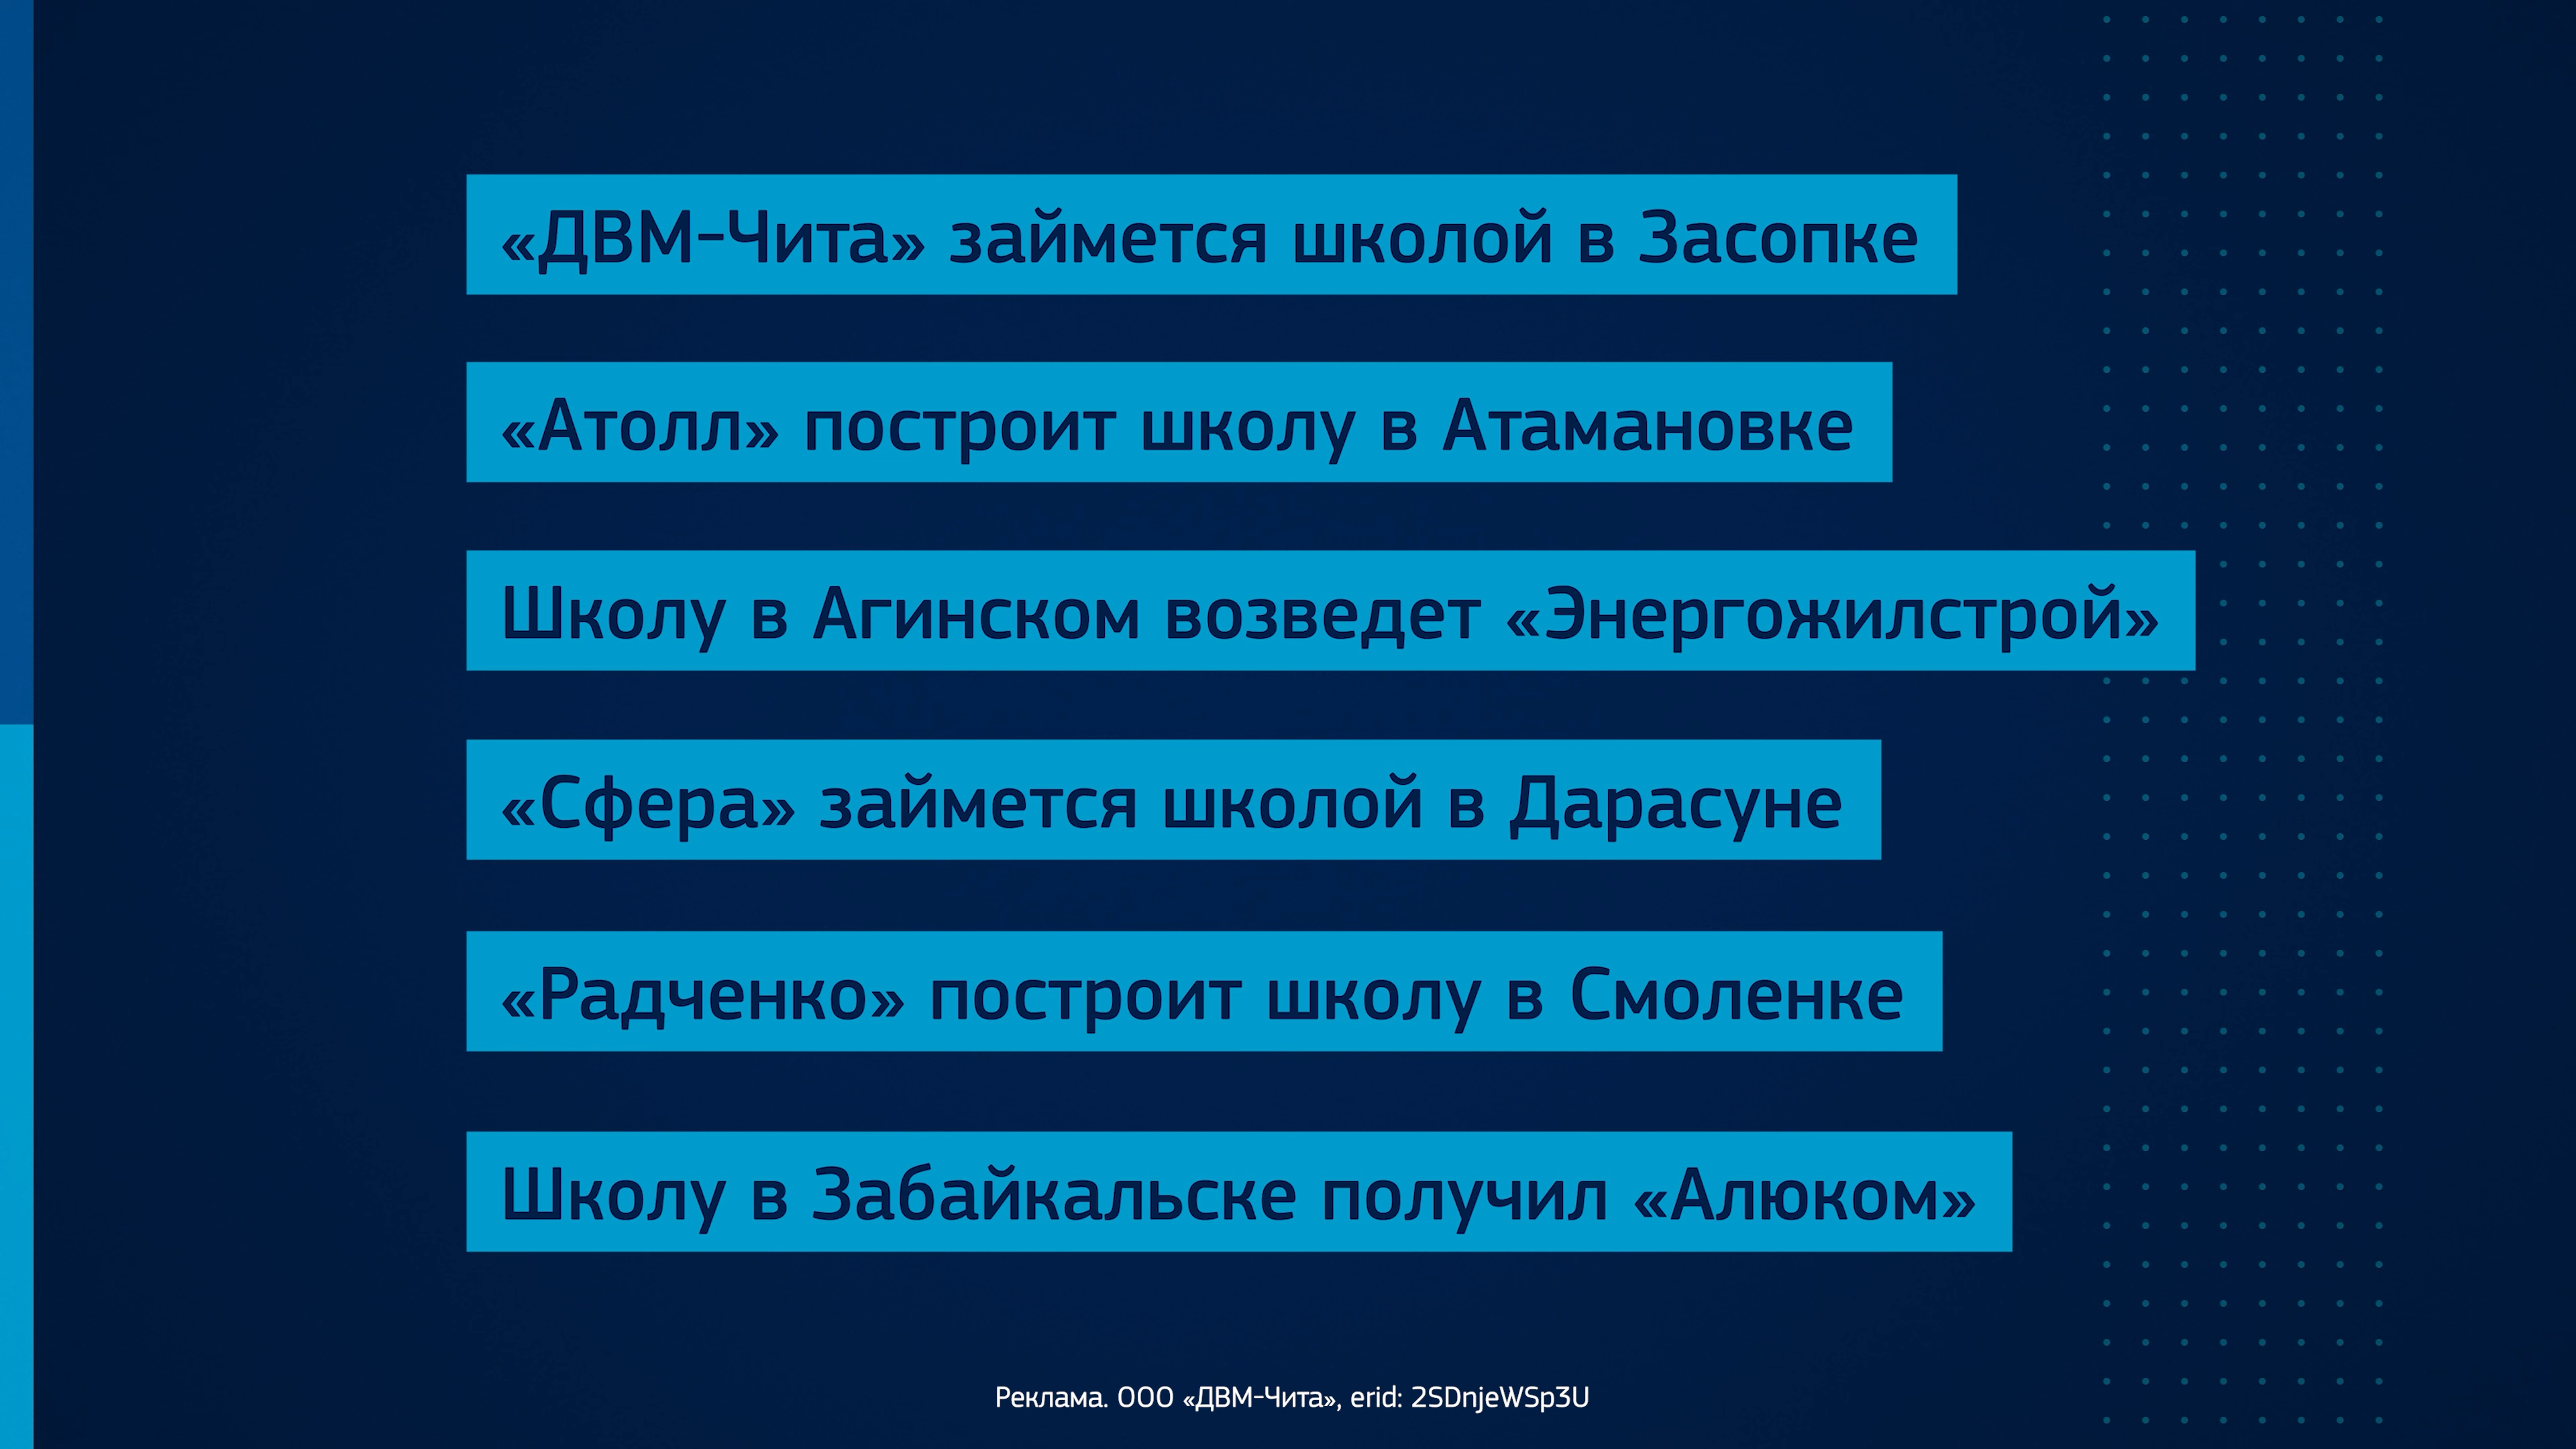 «ДВМ-Чита» займется школой в Засопке
«Атолл» построит школу в Атамановке
Школу в Агинском возведет «Энергожилстрой»
«Сфера» займется школой в Дарасуне
«Радченко» построит школу в Смоленке
Школу в Забайкальске получил «Алюком»
Реклама. ООО «ДВМ-Чита», erid: 2SDnjeWSp3U